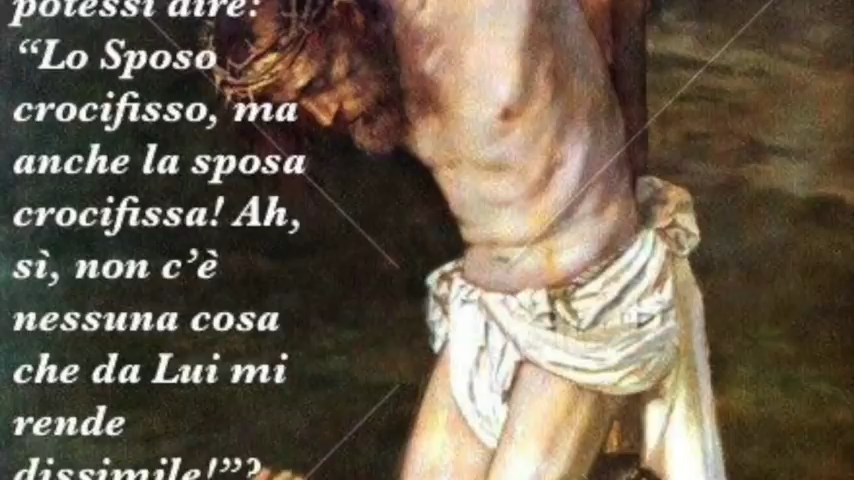 potessi dire:
“Lo Sposo
crocifisso, ma
anche la sposa
crocifissa! Ah,
sì, non c’è
nessuna cosa
che da Lui mi
rende
dissimile!”?